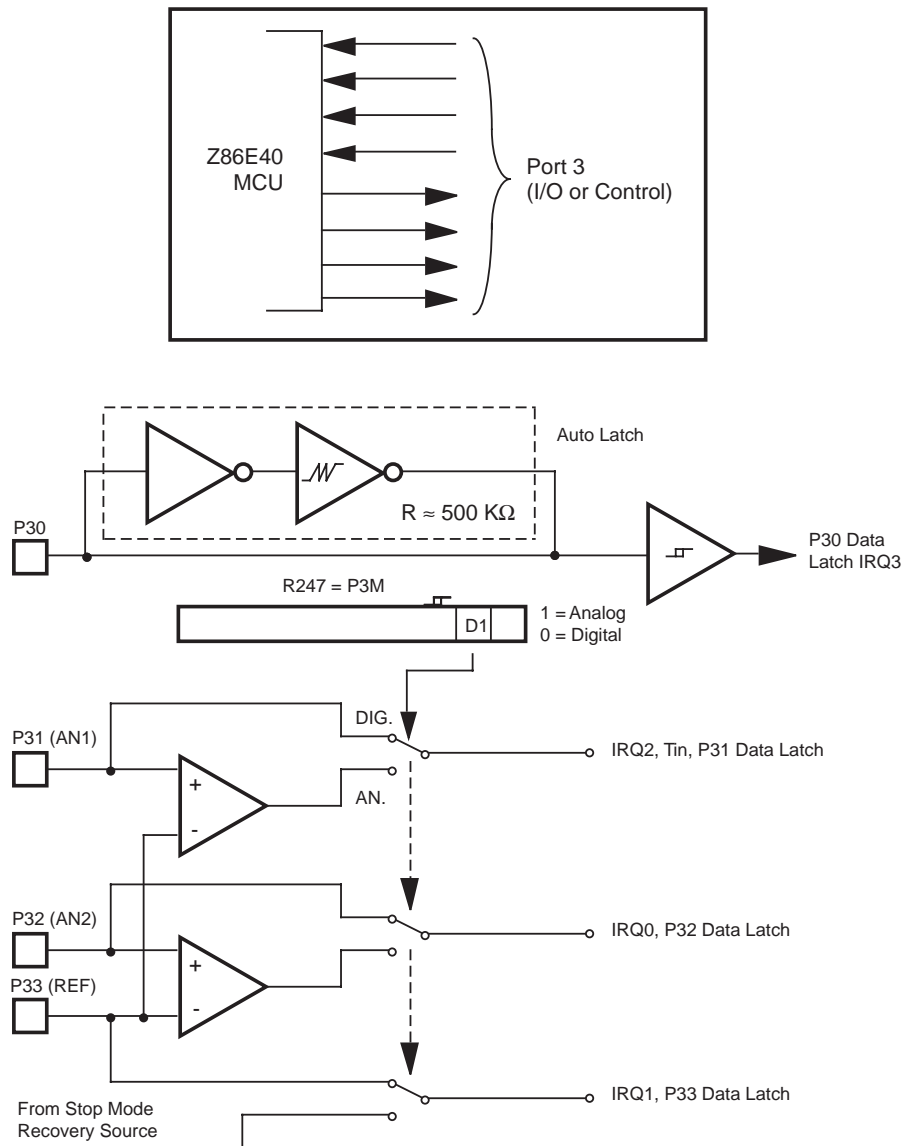 Z86E40
MCU
Port 3
(I/O or Control)
Auto Latch
R ≈ 500 KΩ
P30
P30 Data
Latch IRQ3
R247 = P3M
D1
1 = Analog
0 = Digital
DIG.
P31 (AN1)
IRQ2, Tin, P31 Data Latch
+
-
AN.
P32 (AN2)
IRQ0, P32 Data Latch
+
-
P33 (REF)
IRQ1, P33 Data Latch
From Stop Mode
Recovery Source